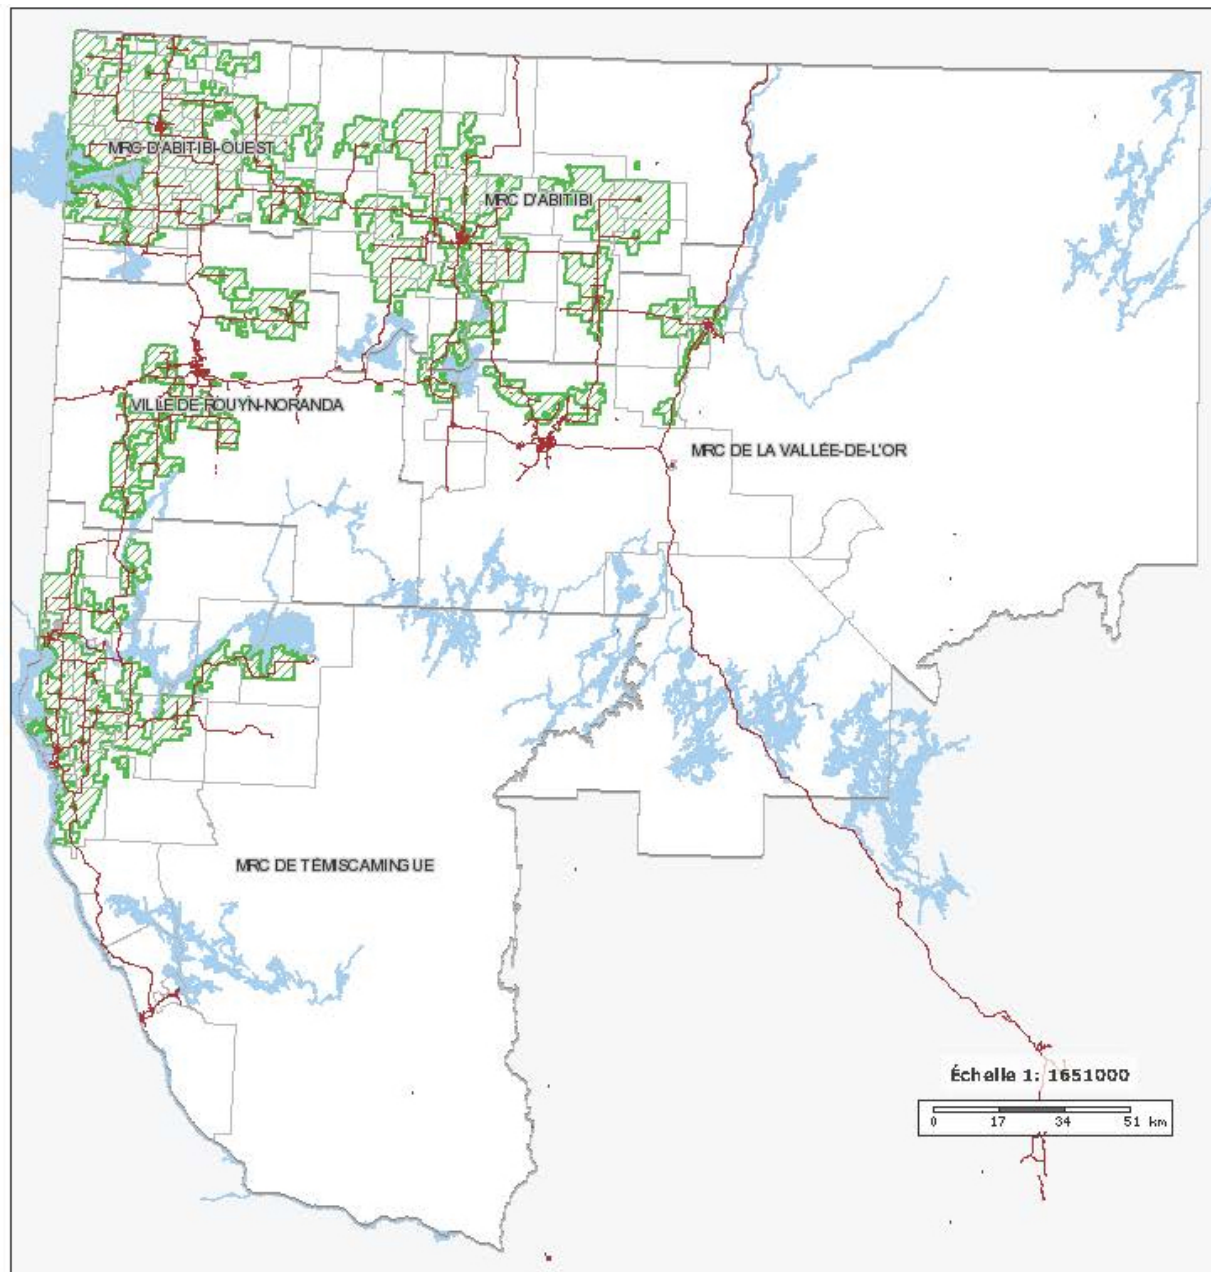 MRC D'ABITIBI-OUEST
MRC D'ABITIBI
VILLE DE ROUYN-NORANDA
MRC DE LA VALLÉE-DE-L'OR
MRC DE TÉMISCAMINGUE
Échelle 1: 1651000
0 17 34 51 km